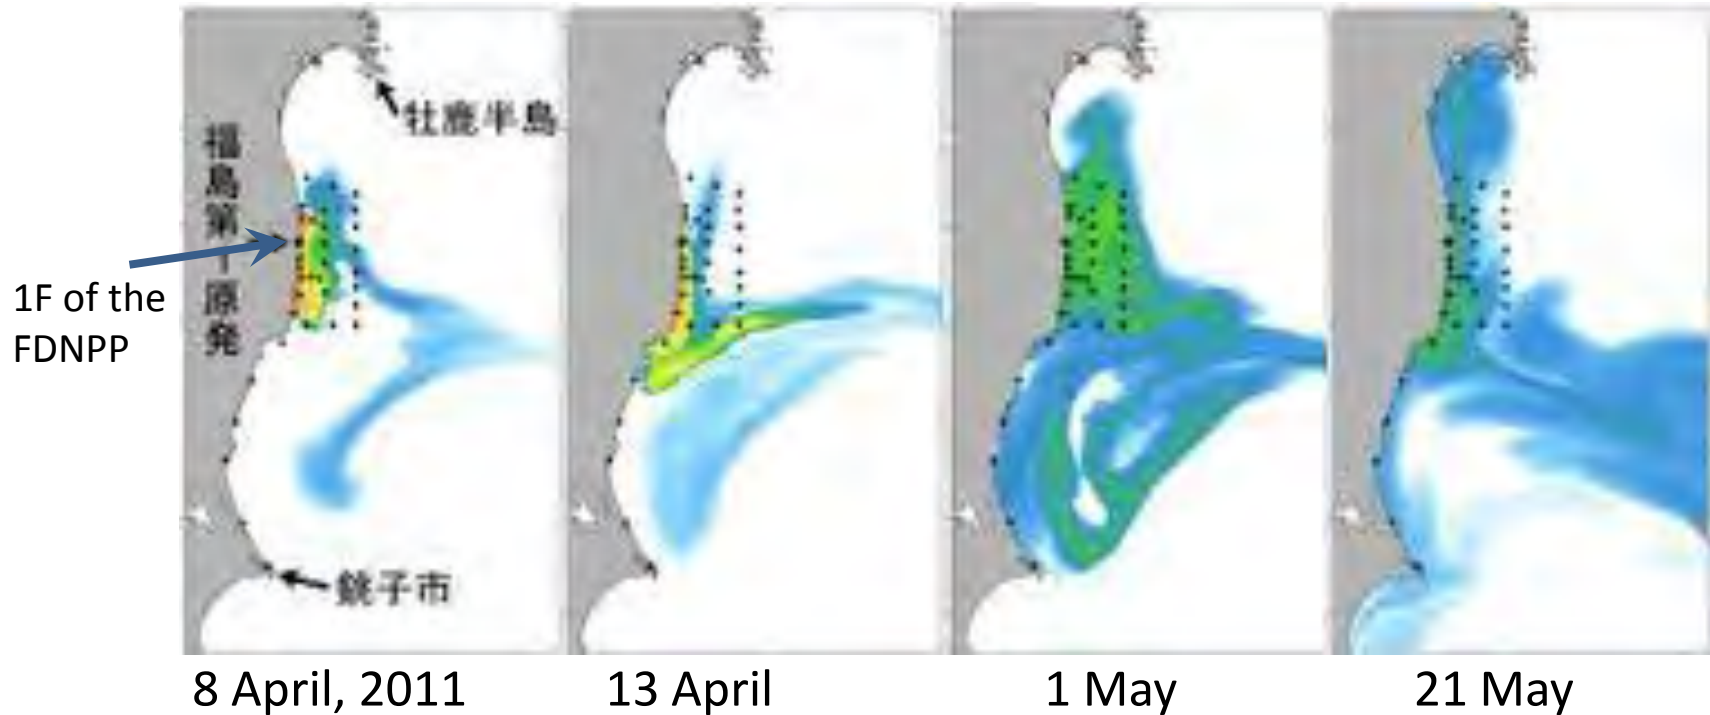 牡鹿半島
福島第一原発
1F of the
FDNPP
銚子市
8 April, 2011
13 April
1 May
21 May